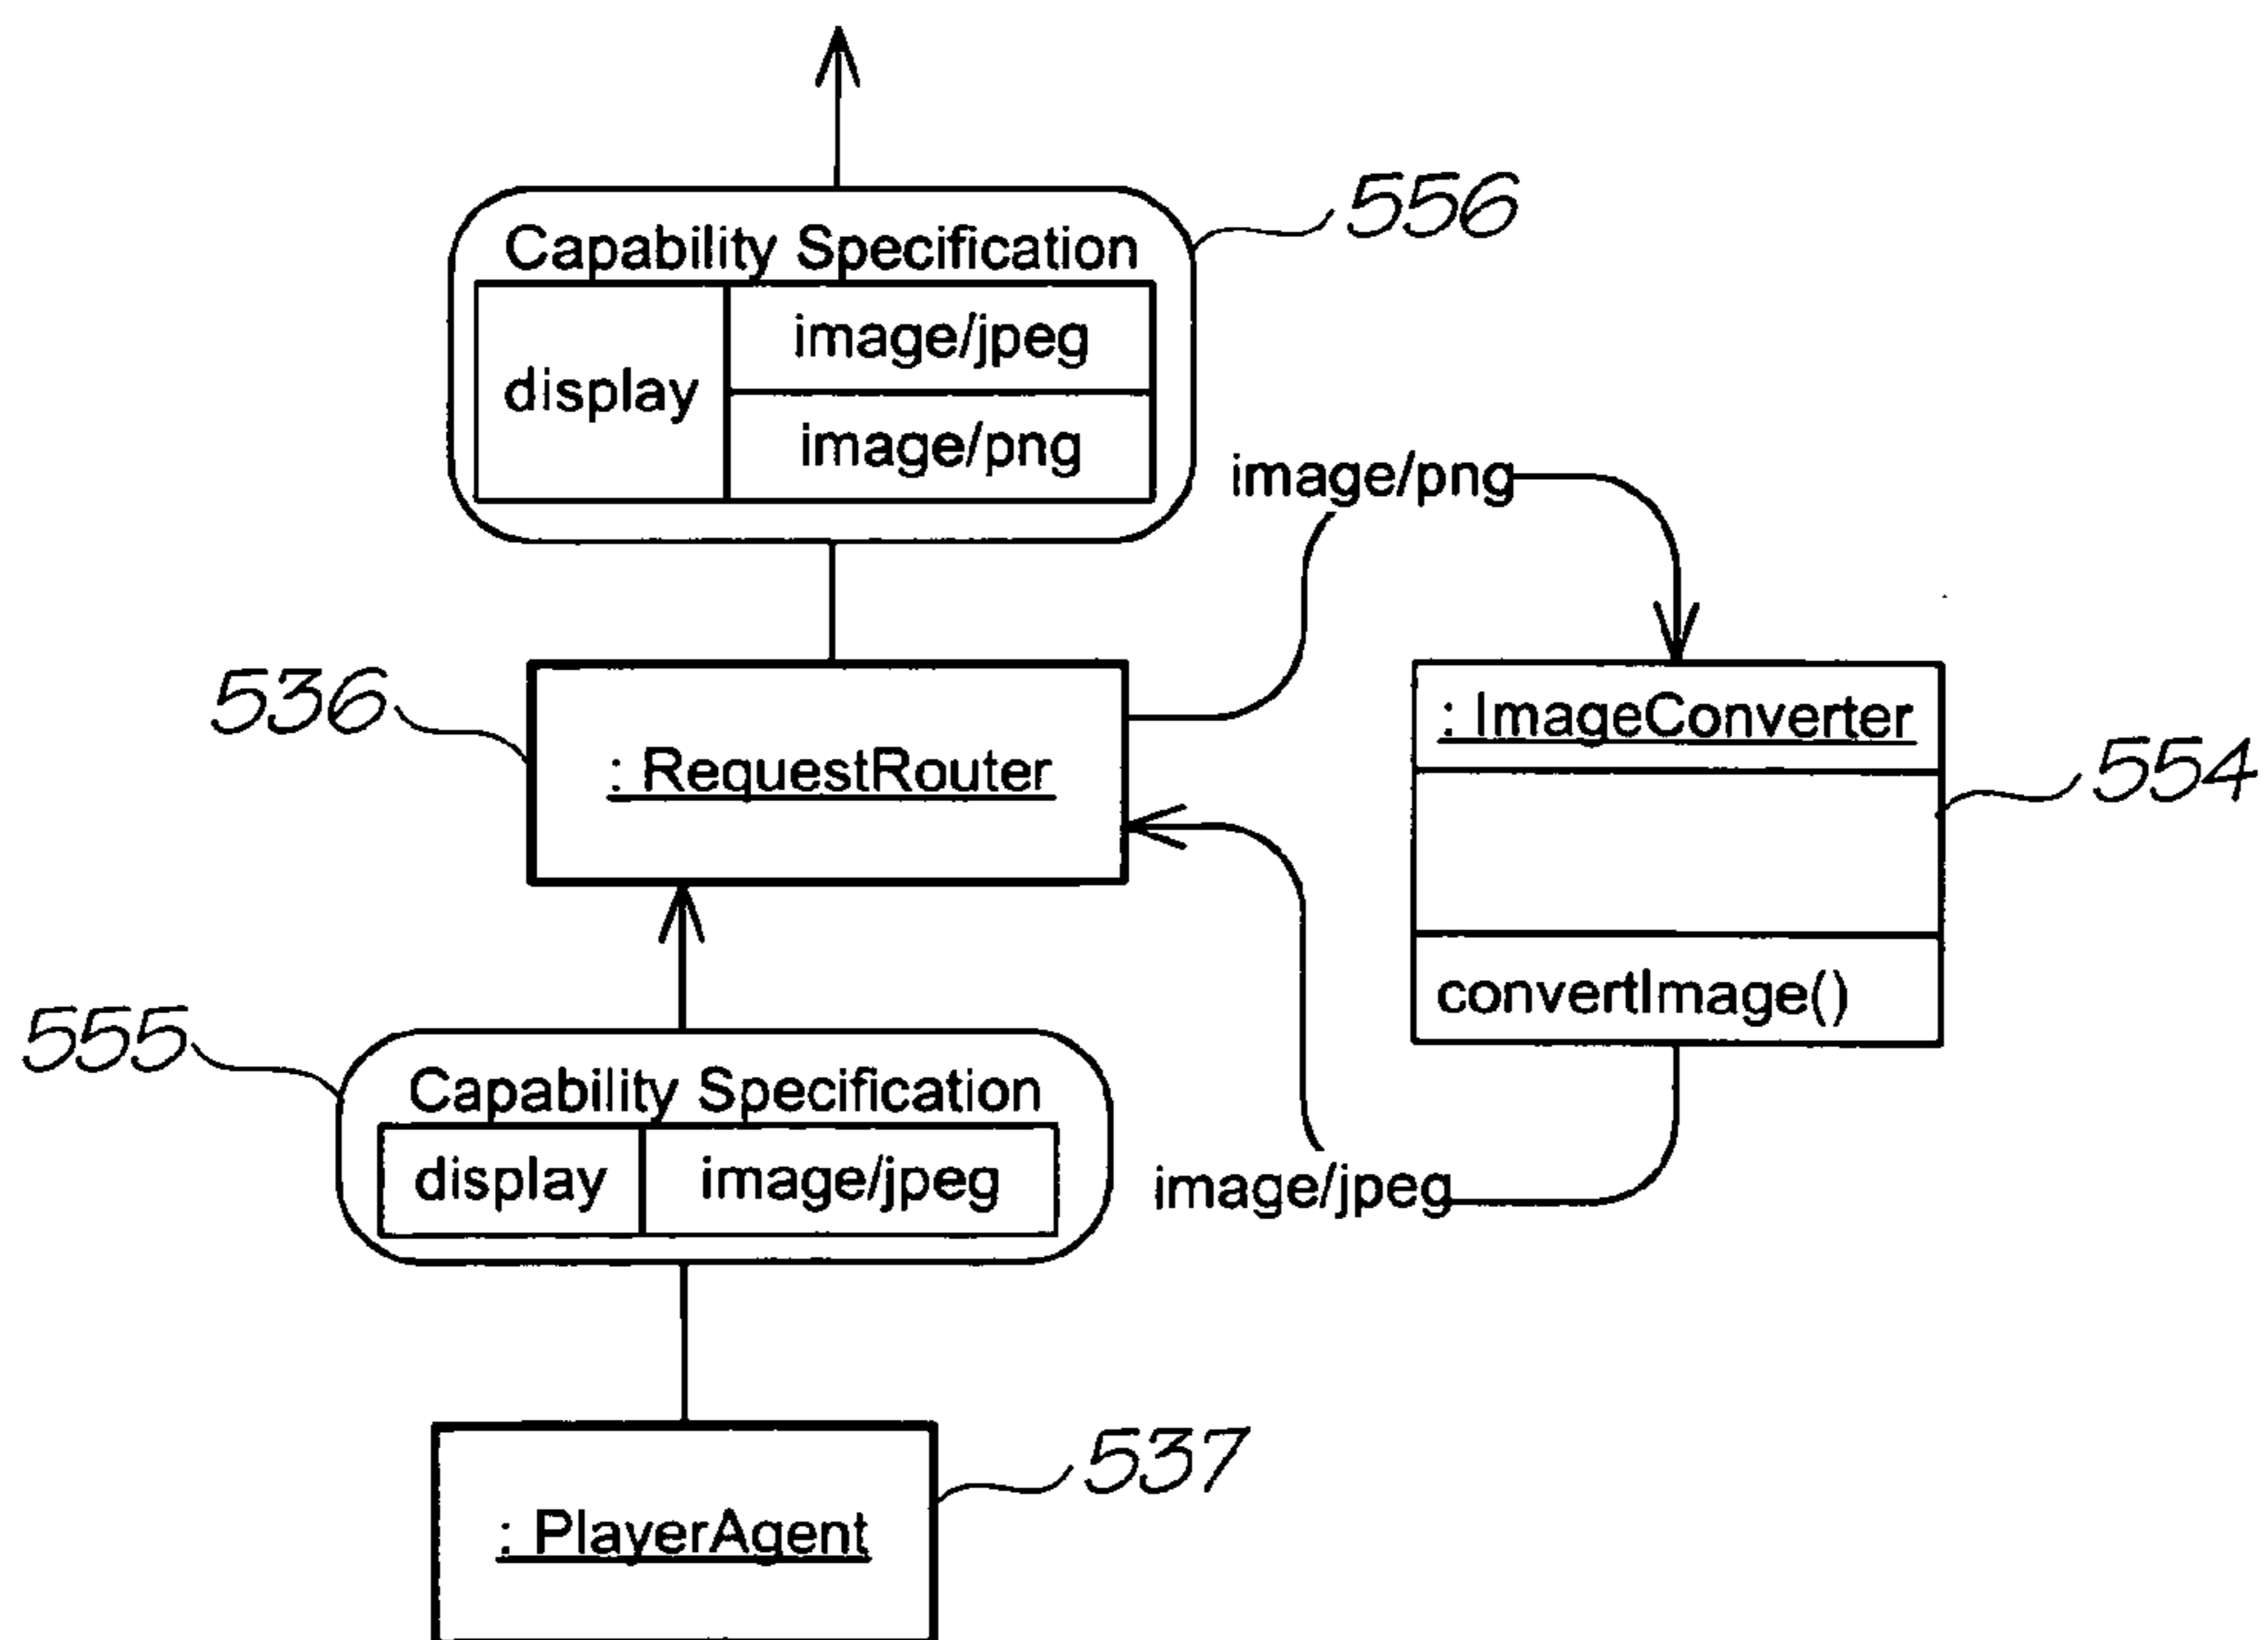 556
Capability Specification
display
image/jpeg
image/png
image/png
536
: RequestRouter
: ImageConverter
554
convertImage()
555
Capability Specification
display
image/jpeg
image/jpeg
537
: PlayerAgent